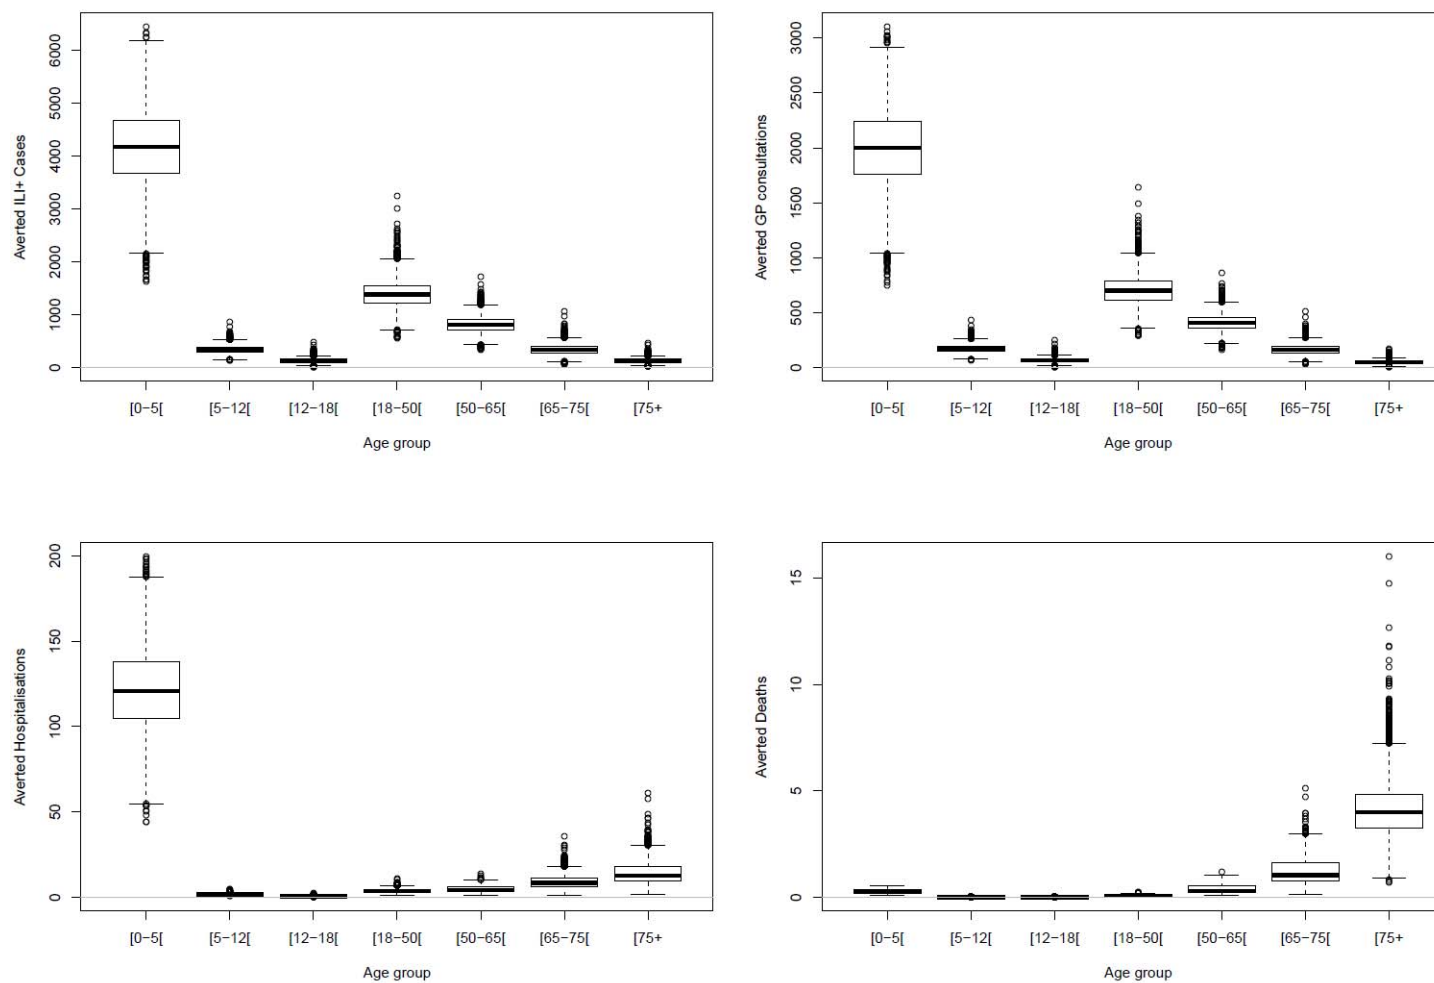 Averted ILI+ Cases
6000
5000
4000
3000
2000
1000
0
[0−5[ [5−12[ [12−18[ [18−50[ [50−65[ [65−75[ [75+
Age group
Averted GP consultations
3000
2500
2000
1500
1000
500
0
[0−5[ [5−12[ [12−18[ [18−50[ [50−65[ [65−75[ [75+
Age group
Averted Hospitalisations
200
150
100
50
0
[0−5[ [5−12[ [12−18[ [18−50[ [50−65[ [65−75[ [75+
Age group
Averted Deaths
15
10
5
0
[0−5[ [5−12[ [12−18[ [18−50[ [50−65[ [65−75[ [75+
Age group